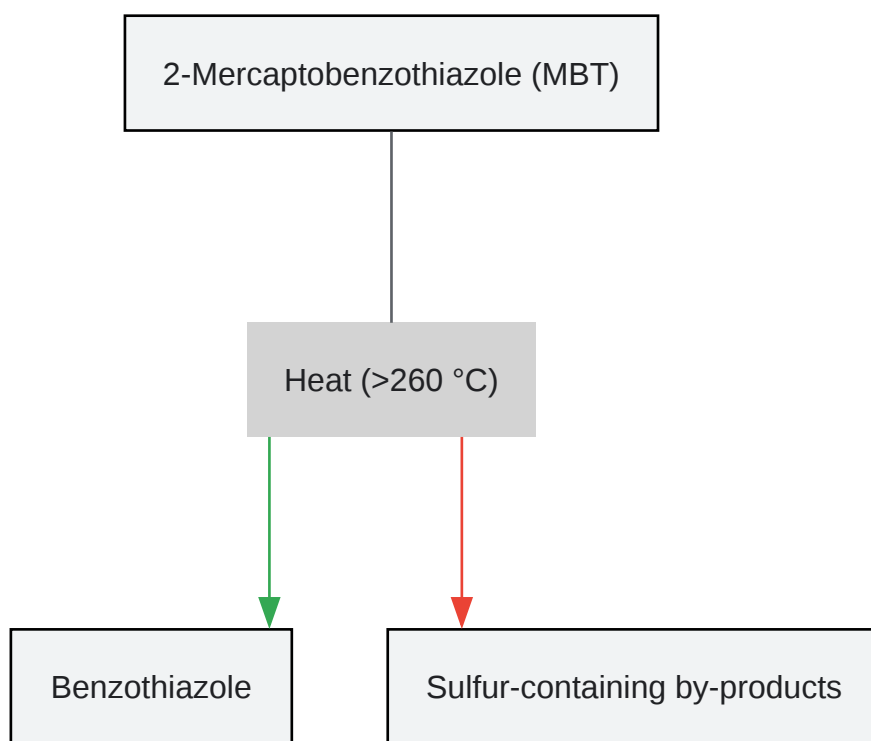 2-Mercaptobenzothiazole (MBT)
Heat (>260 °C)
Benzothiazole
Sulfur-containing by-products